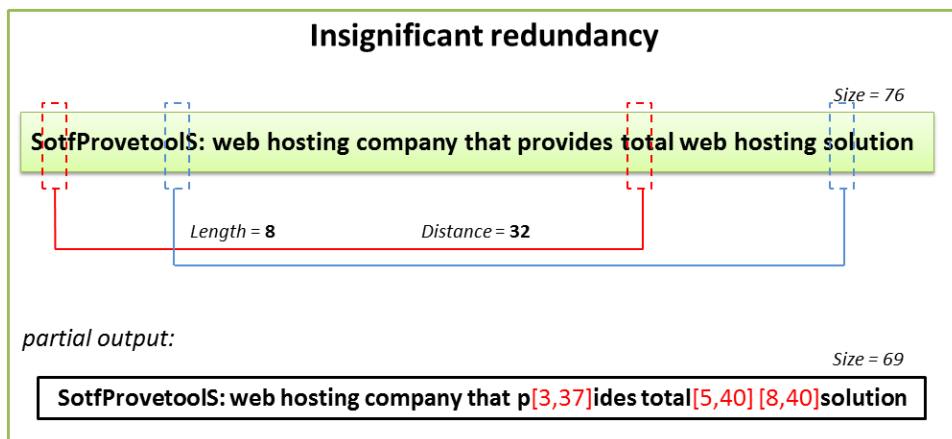 Insignificant redundancy
Size = 76
SotfProvetoolS: web hosting company that provides total web hosting solution
Length = 8
Distance = 32
partial output:
Size = 69
SotfProvetoolS: web hosting company that p[3,37]ides total[5,40] [8,40]solution